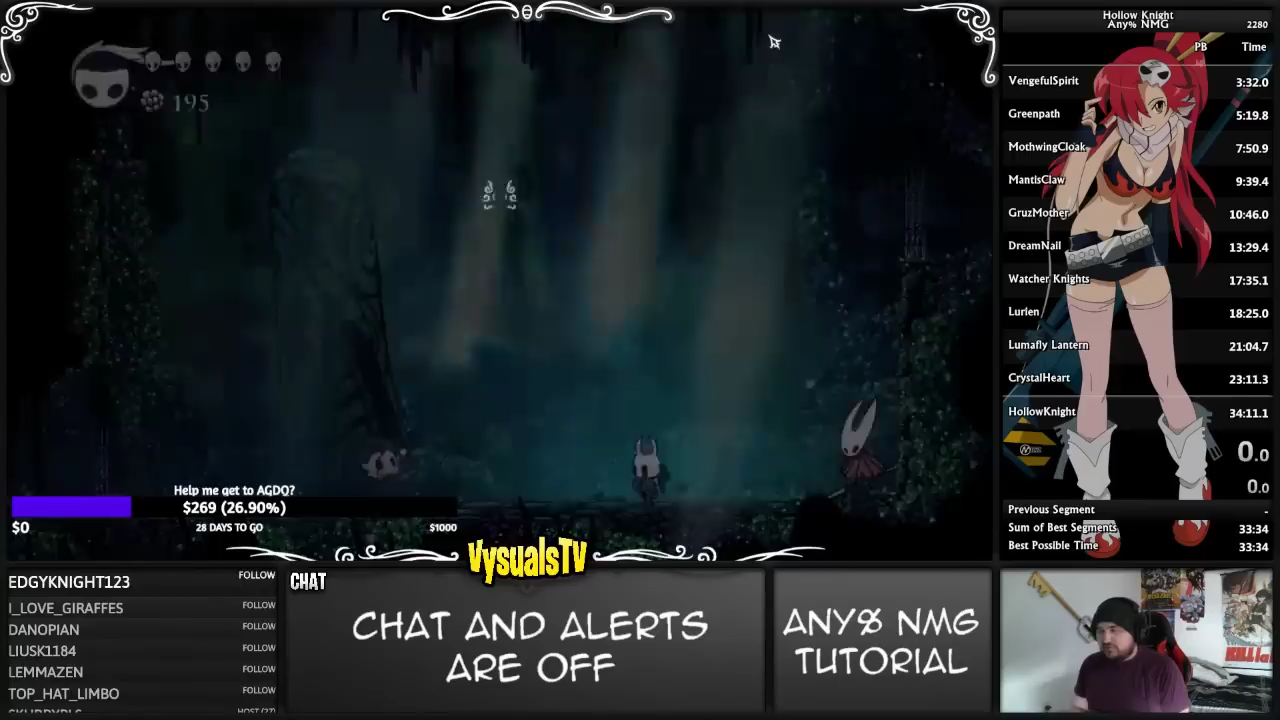 195
Help me get to AGDQ?
$269 (26.90%)
$0
28 DAYS TO GO
$1000
VysualsTV
EDGYKNIGHT123 FOLLOW
I_LOVE_GIRAFFES FOLLOW
DANOPIAN FOLLOW
LIUSK1184 FOLLOW
LEMMAZEN FOLLOW
TOP_HAT_LIMBO FOLLOW
CHAT
CHAT AND ALERTS
ARE OFF
ANY% NMG
TUTORIAL
Hollow Knight
Any% NMG 2280
PB Time
VengefulSpirit 3:32.0
Greenpath 5:19.8
MothwingCloak 7:50.9
MantisClaw 9:39.4
GruzMother 10:46.0
DreamNail 13:29.4
Watcher Knights 17:35.1
Lurien 18:25.0
Lumafly Lantern 21:04.7
CrystalHeart 23:11.3
HollowKnight 34:11.1
0.0
0.0
Previous Segment -
Sum of Best Segments 33:34
Best Possible Time 33:34